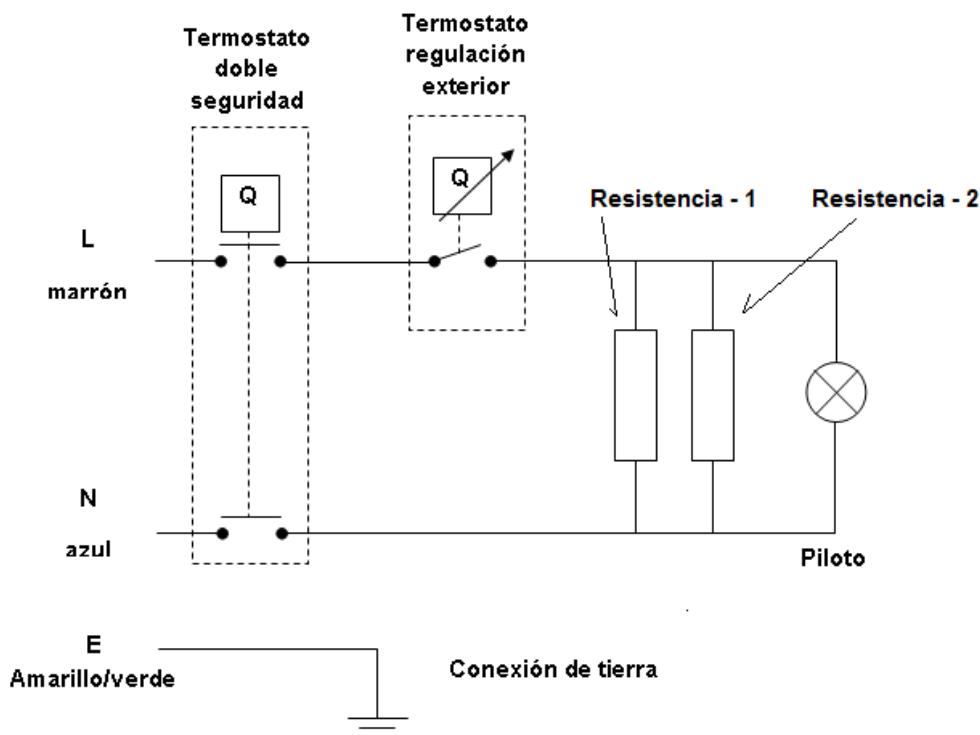 Termostato
doble
seguridad
Termostato
regulación
exterior
Q
Q
Resistencia - 1
Resistencia - 2
L
marrón
N
azul
Piloto
E
Amarillo/verde
Conexión de tierra